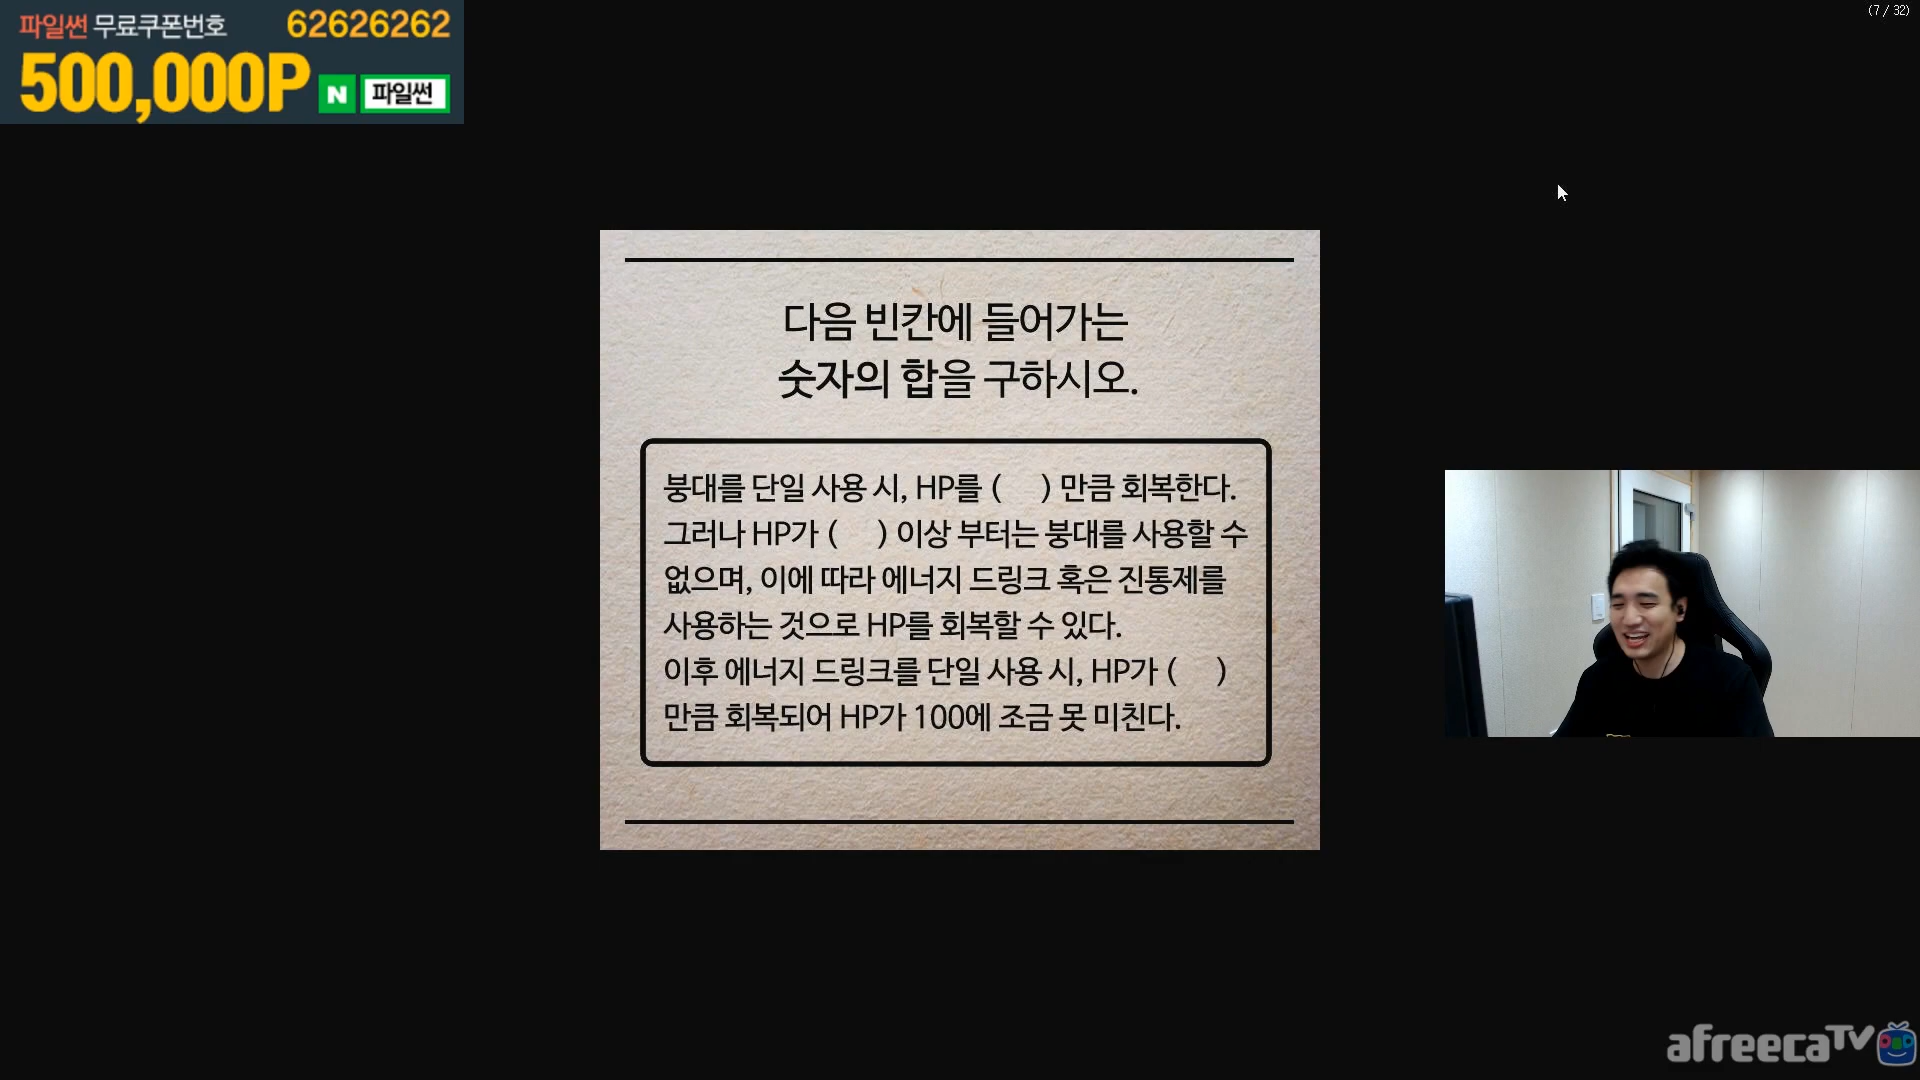 파일썬 무료쿠폰번호 62626262
500,000P N 파일썬
(7 / 32)
다음 빈칸에 들어가는
숫자의 합을 구하시오.
붕대를 단일 사용 시, HP를 ( ) 만큼 회복한다.
그러나 HP가 ( ) 이상 부터는 붕대를 사용할 수
없으며, 이에 따라 에너지 드링크 혹은 진통제를
사용하는 것으로 HP를 회복할 수 있다.
이후 에너지 드링크를 단일 사용 시, HP가 ( )
만큼 회복되어 HP가 100에 조금 못 미친다.
afreecaTV